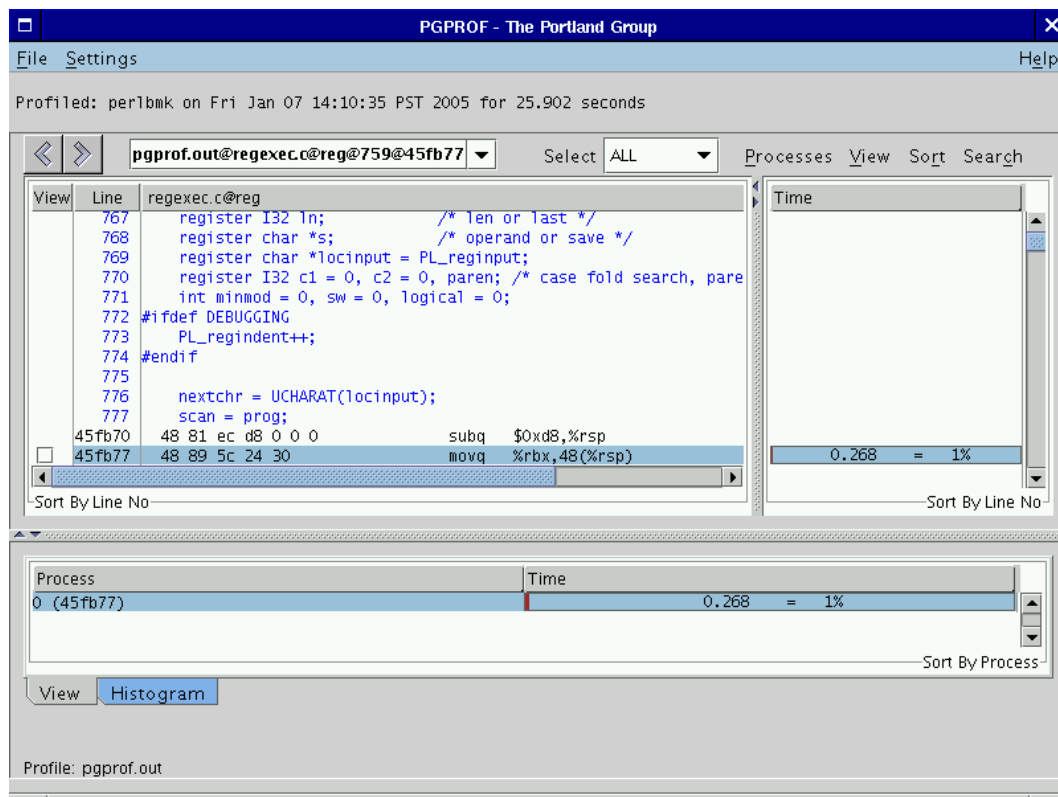 PGPROF - The Portland Group
File Settings Help
Profiled: perlbmk on Fri Jan 07 14:10:35 PST 2005 for 25.902 seconds
pgprof.out@regexec.c@reg@759@45fb77 Select ALL Processes View Sort Search
View Line regexec.c@reg Time
767 register I32 ln; /* len or last */
768 register char *s; /* operand or save */
769 register char *locinput = PL_reginput;
770 register I32 c1 = 0, c2 = 0, paren; /* case fold search, pare
771 int minmod = 0, sw = 0, logical = 0;
772 #ifdef DEBUGGING
773 PL_regindent++;
774 #endif
775
776 nextchr = UCHARAT(locinput);
777 scan = prog;
45fb70 48 81 ec d8 0 0 0 subq $0xd8,%rsp
45fb77 48 89 5c 24 30 movq %rbx,48(%rsp) 0.268 = 1%
Sort By Line No Sort By Line No
Process Time
0 (45fb77) 0.268 = 1%
Sort By Process
View Histogram
Profile: pgprof.out